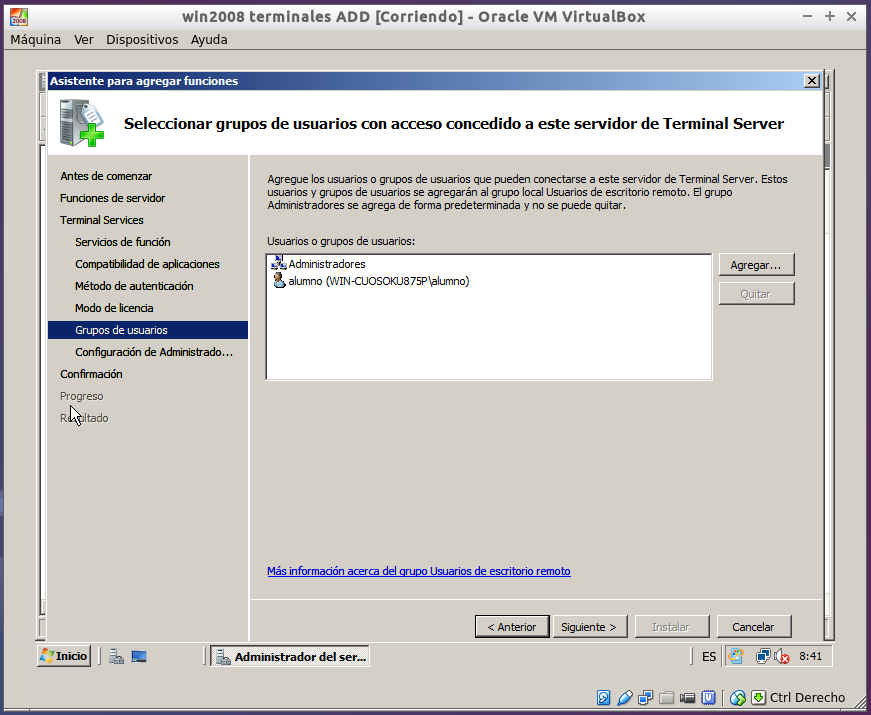 win2008 terminales ADD [Corriendo] - Oracle VM VirtualBox
Máquina Ver Dispositivos Ayuda
Asistente para agregar funciones
Seleccionar grupos de usuarios con acceso concedido a este servidor de Terminal Server
Antes de comenzar
Funciones de servidor
Terminal Services
Servicios de función
Compatibilidad de aplicaciones
Método de autenticación
Modo de licencia
Grupos de usuarios
Configuración de Administrado...
Confirmación
Progreso
Resultado
Agregue los usuarios o grupos de usuarios que pueden conectarse a este servidor de Terminal Server. Estos
usuarios y grupos de usuarios se agregarán al grupo local Usuarios de escritorio remoto. El grupo
Administradores se agrega de forma predeterminada y no se puede quitar.
Usuarios o grupos de usuarios:
Administradores
alumno (WIN-CUOSOKU875P\alumno)
Agregar...
Quitar
Más información acerca del grupo Usuarios de escritorio remoto
< Anterior Siguiente > Instalar Cancelar
Inicio Administrador del ser... ES 8:41
Ctrl Derecho